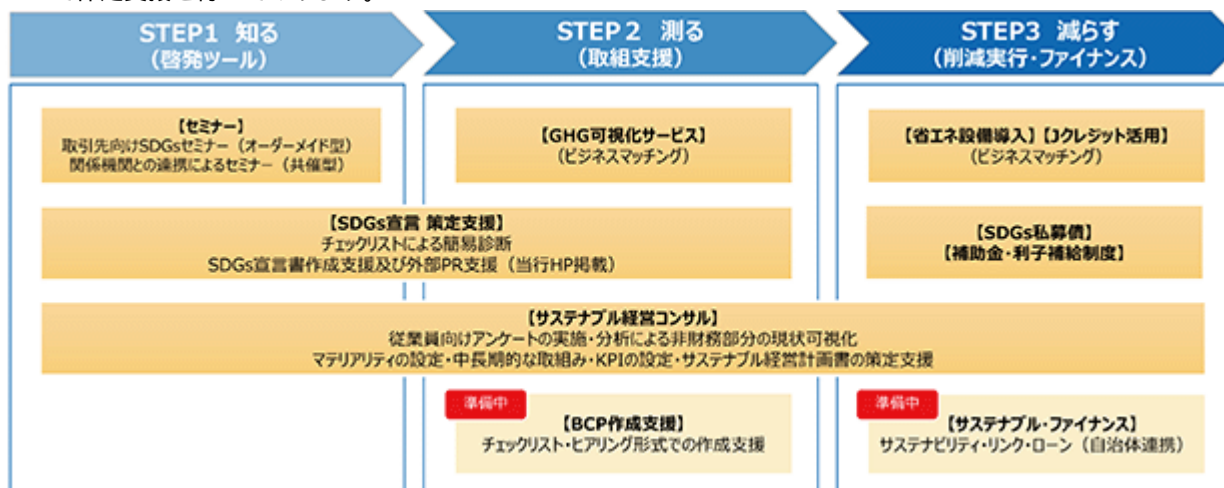 STEP1 知る
(啓発ツール)
STEP2 測る
(取組支援)
STEP3 減らす
(削減実行・ファイナンス)
【セミナー】
取引先向けSDGsセミナー(オーダーメイド型)
関係機関との連携によるセミナー(共催型)
【GHG可視化サービス】
(ビジネスマッチング)
【省エネ設備導入】【Jクレジット活用】
(ビジネスマッチング)
【SDGs宣言 策定支援】
チェックリストによる簡易診断
SDGs宣言書作成支援及び外部PR支援(当行HP掲載)
【SDGs私募債】
【補助金・利子補給制度】
【サステナブル経営コンサル】
従業員向けアンケートの実施・分析による非財務部分の現状可視化
マテリアリティの設定・中長期的な取組み・KPIの設定・サステナブル経営計画書の策定支援
準備中
【BCP作成支援】
チェックリスト・ヒアリング形式での作成支援
準備中
【サステナブル・ファイナンス】
サステナビリティ・リンク・ローン(自治体連携)